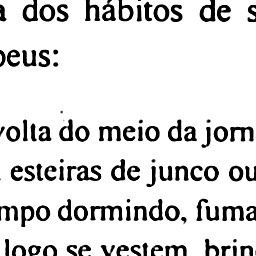 a dos hábitos de s
peus:
volta do meio da jorn
esteiras de junco ou
mpo dormindo, fuma
logo se vestem, brin